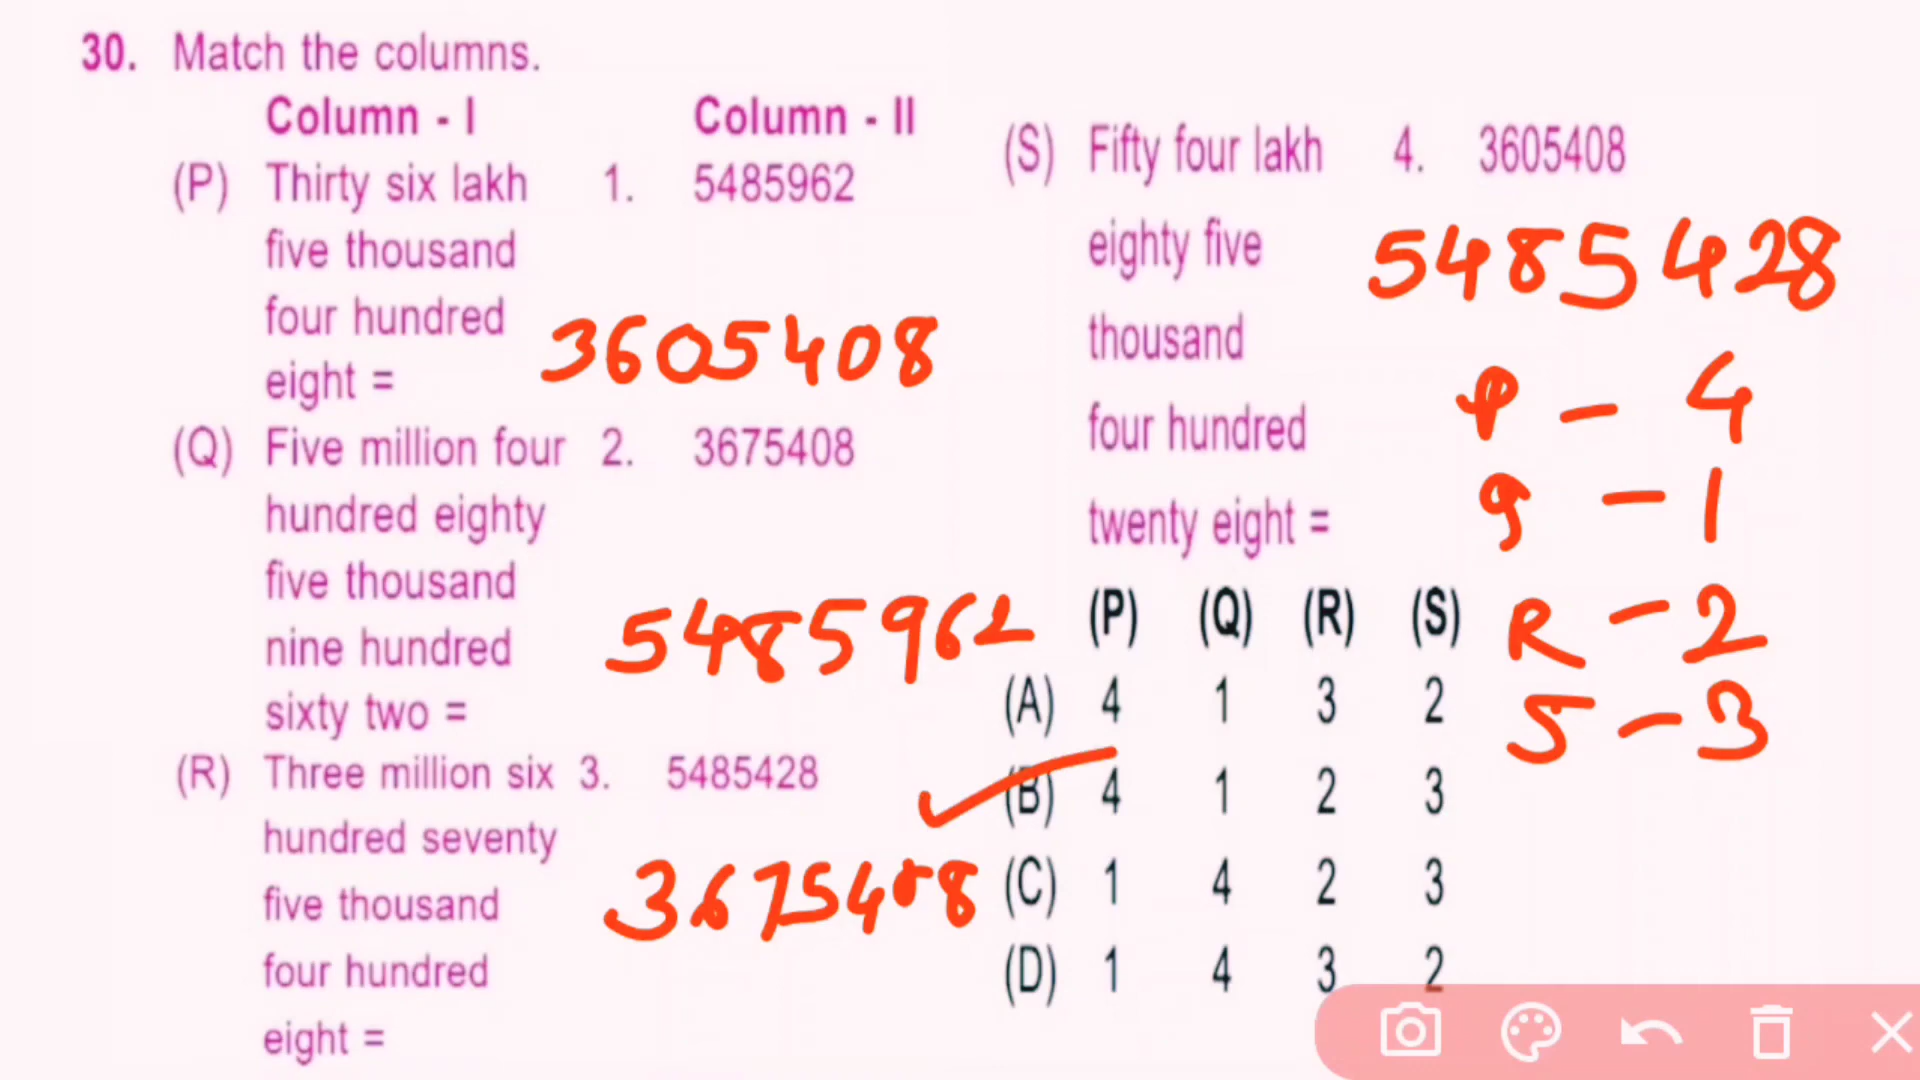 30. Match the columns.
Column - I Column - II
(P) Thirty six lakh 1. 5485962
five thousand
four hundred
eight = 3605408
(Q) Five million four 2. 3675408
hundred eighty
five thousand
nine hundred 5485962
sixty two =
(R) Three million six 3. 5485428
hundred seventy
five thousand 3675408
four hundred
eight =
(S) Fifty four lakh 4. 3605408
eighty five 5485428
thousand
four hundred
twenty eight =
P - 4
9 - 1
R - 2
S - 3
(P) (Q) (R) (S)
(A) 4 1 3 2
(B) 4 1 2 3
(C) 1 4 2 3
(D) 1 4 3 2